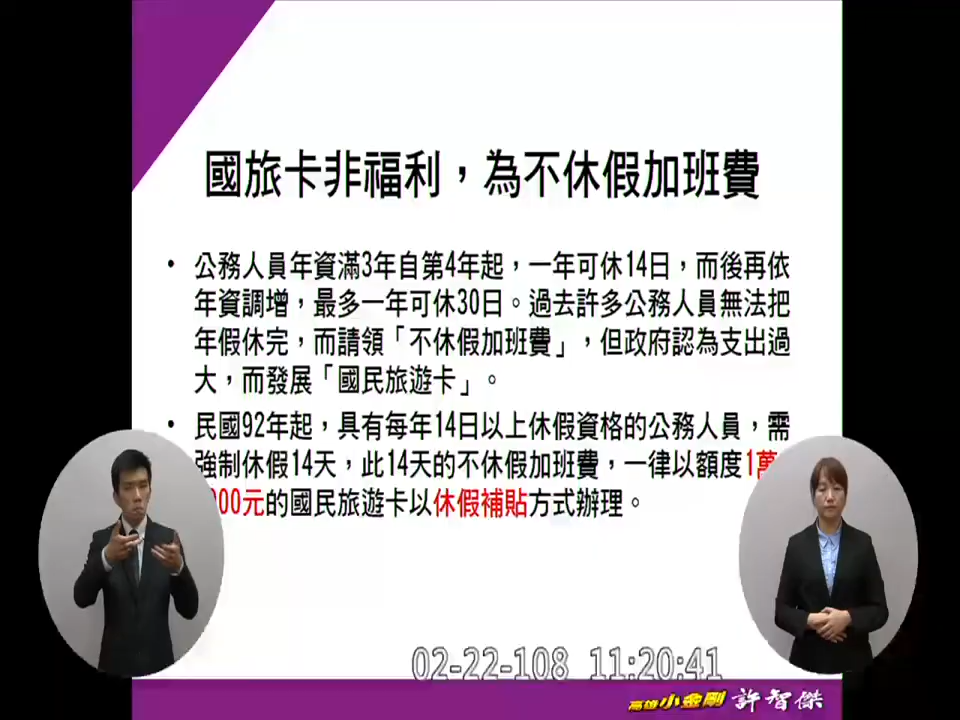 國旅卡非福利，為不休假加班費
• 公務人員年資滿3年自第4年起，一年可休14日，而後再依
年資調增，最多一年可休30日。過去許多公務人員無法把
年假休完，而請領「不休假加班費」，但政府認為支出過
大，而發展「國民旅遊卡」。
• 民國92年起，具有每年14日以上休假資格的公務人員，需
強制休假14天，此14天的不休假加班費，一律以額度1萬
000元的國民旅遊卡以休假補貼方式辦理。
02-22-108 11:20:41
高雄小金剛 許智傑